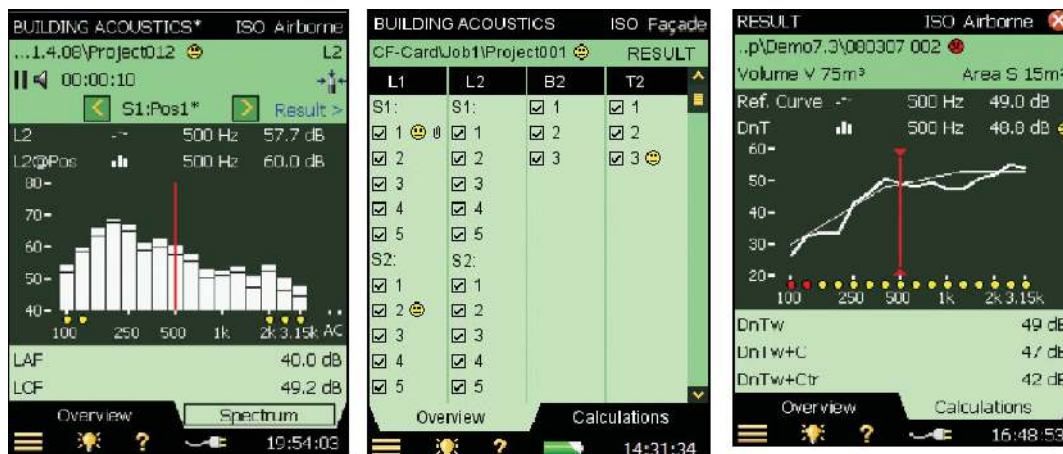 BUILDING ACOUSTICS* ISO Airborne
...1.4.08\Project012 L2
00:00:10
< S1:Pos1* > Result >
L2 500 Hz 57.7 dB
L2@Pos 500 Hz 60.0 dB
80-
70-
60-
50-
40-
100 250 500 1k 2k 3.15k AC
LAF 40.0 dB
LCF 49.2 dB
Overview Spectrum
? 19:54:03
BUILDING ACOUSTICS ISO Façade
CF-Card\Job1\Project001 RESULT
L1 L2 B2 T2
S1: S1: 1 1
1 1 2 2
2 2 3 3
3 3
4 4
5 5
S2: S2:
1 1
2 2
3 3
4 4
5 5
Overview Calculations
? 14:31:34
RESULT ISO Airborne
..p\Demo7.3\080307 002
Volume V 75m³ Area S 15m²
Ref. Curve 500 Hz 49.0 dB
DnT 500 Hz 48.8 dB
60-
50-
40-
30-
20-
100 250 500 1k 2k 3.15k
DnTw 49 dB
DnTw+C 47 dB
DnTw+Ctr 42 dB
Overview Calculations
? 16:48:53